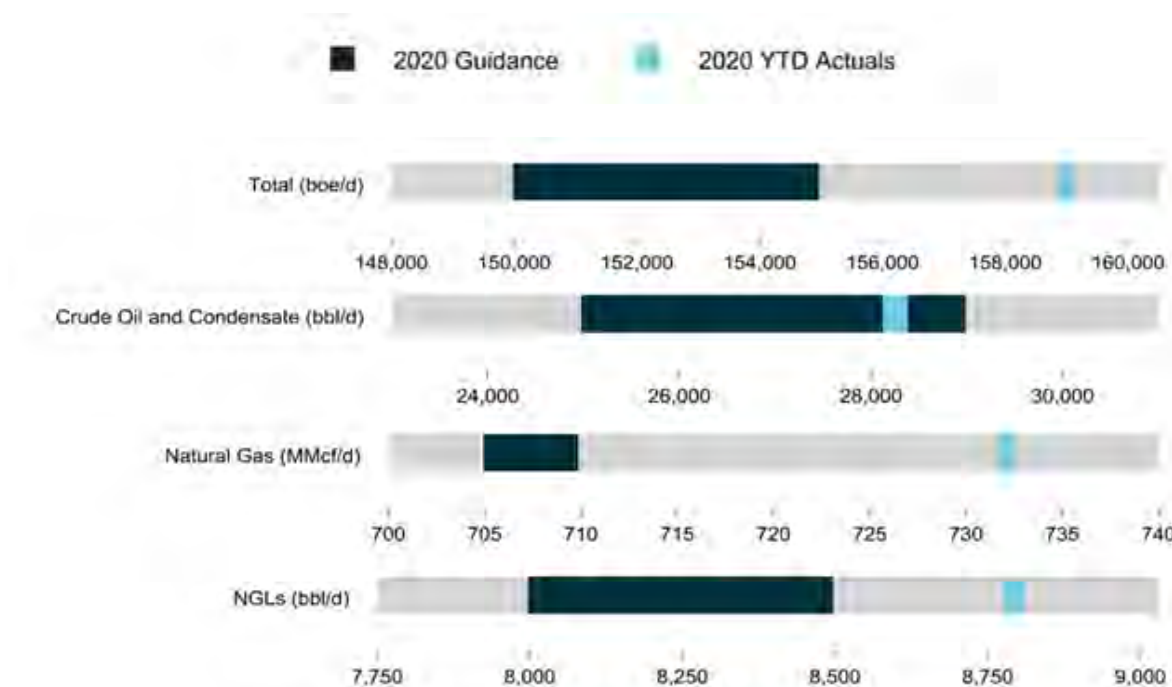 2020 Guidance 2020 YTD Actuals
Total (boe/d)
148,000 150,000 152,000 154,000 156,000 158,000 160,000
Crude Oil and Condensate (bbl/d)
24,000 26,000 28,000 30,000
Natural Gas (MMcf/d)
700 705 710 715 720 725 730 735 740
NGLs (bbl/d)
7,750 8,000 8,250 8,500 8,750 9,000